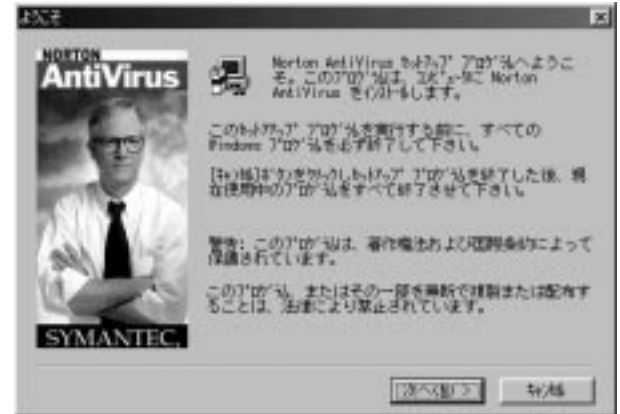 ようこそ
NORTON
AntiVirus
SYMANTEC.
Norton AntiVirus ｾｯﾄｱｯﾌﾟ ﾌﾟﾛｸﾞﾗﾑへようこ
そ。このﾌﾟﾛｸﾞﾗﾑは、ｺﾝﾋﾟｭｰﾀに Norton
AntiVirus をｲﾝｽﾄｰﾙします。
このｾｯﾄｱｯﾌﾟ ﾌﾟﾛｸﾞﾗﾑを実行する前に、すべての
Windows ﾌﾟﾛｸﾞﾗﾑを必ず終了して下さい。
[ｷｬﾝｾﾙ]ﾎﾞﾀﾝをｸﾘｯｸしｾｯﾄｱｯﾌﾟ ﾌﾟﾛｸﾞﾗﾑを終了した後、現
在使用中のﾌﾟﾛｸﾞﾗﾑをすべて終了させて下さい。
警告: このﾌﾟﾛｸﾞﾗﾑは、著作権法および国際条約によって
保護されています。
このﾌﾟﾛｸﾞﾗﾑ、またはその一部を無断で複製または配布す
ることは、法律により禁止されています。
次へ(N) >
ｷｬﾝｾﾙ